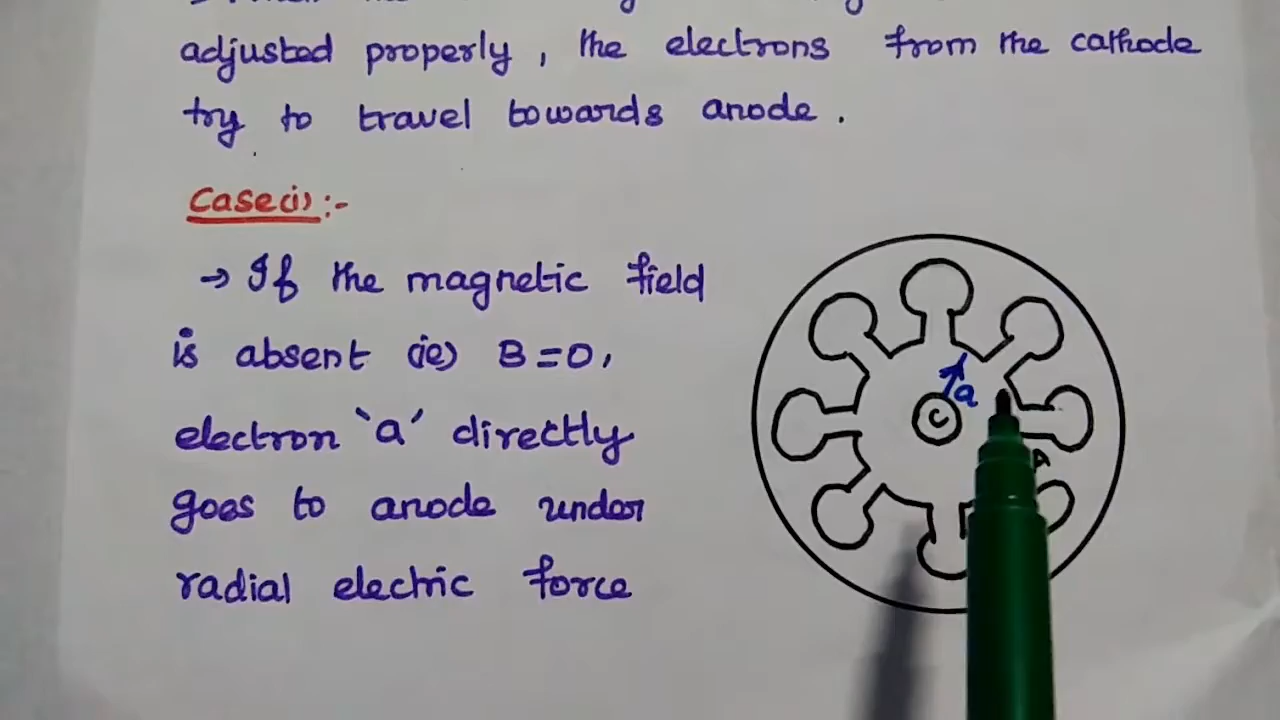 adjusted properly, the electrons from the cathode
try to travel towards anode.
Case(i):-
→ If the magnetic field
is absent (ie) B=0,
electron `a' directly
goes to anode under
radial electric force
a
C
A